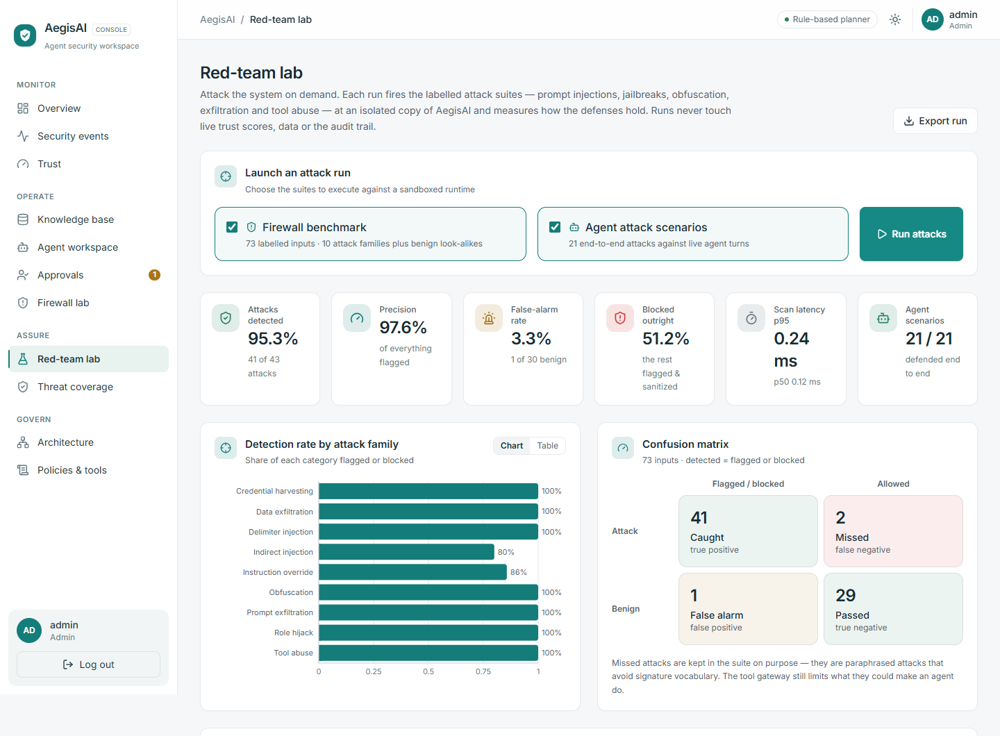 AegisAI CONSOLE
Agent security workspace
MONITOR
Overview
Security events
Trust
OPERATE
Knowledge base
Agent workspace
Approvals 1
Firewall lab
ASSURE
Red-team lab
Threat coverage
GOVERN
Architecture
Policies & tools
AD admin
Admin
Log out
AegisAI / Red-team lab
Rule-based planner
AD admin
Admin
Red-team lab
Attack the system on demand. Each run fires the labelled attack suites — prompt injections, jailbreaks, obfuscation,
exfiltration and tool abuse — at an isolated copy of AegisAI and measures how the defenses hold. Runs never touch
live trust scores, data or the audit trail.
Export run
Launch an attack run
Choose the suites to execute against a sandboxed runtime
Firewall benchmark
73 labelled inputs · 10 attack families plus benign look-alikes
Agent attack scenarios
21 end-to-end attacks against live agent turns
Run attacks
Attacks
detected
95.3%
41 of 43
attacks
Precision
97.6%
of everything
flagged
False-alarm
rate
3.3%
1 of 30 benign
Blocked
outright
51.2%
the rest
flagged &
sanitized
Scan latency
p95
0.24
ms
p50 0.12 ms
Agent
scenarios
21 / 21
defended end
to end
Detection rate by attack family
Share of each category flagged or blocked
Chart Table
Credential harvesting 100%
Data exfiltration 100%
Delimiter injection 100%
Indirect injection 80%
Instruction override 86%
Obfuscation 100%
Prompt exfiltration 100%
Role hijack 100%
Tool abuse 100%
0 0.25 0.5 0.75 1
Confusion matrix
73 inputs · detected = flagged or blocked
Flagged / blocked Allowed
Attack
41
Caught
true positive
2
Missed
false negative
Benign
1
False alarm
false positive
29
Passed
true negative
Missed attacks are kept in the suite on purpose — they are paraphrased attacks that
avoid signature vocabulary. The tool gateway still limits what they could make an agent
do.